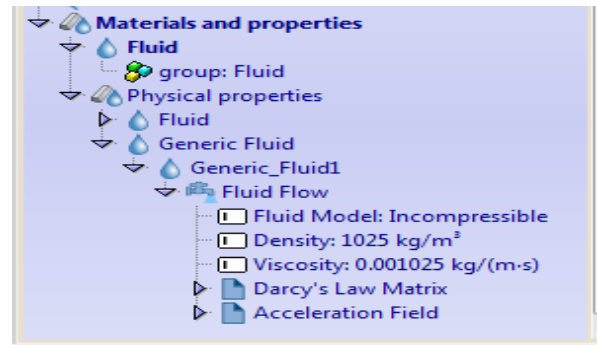 Materials and properties
Fluid
group: Fluid
Physical properties
Fluid
Generic Fluid
Generic_Fluid1
Fluid Flow
Fluid Model: Incompressible
Density: 1025 kg/m³
Viscosity: 0.001025 kg/(m·s)
Darcy's Law Matrix
Acceleration Field